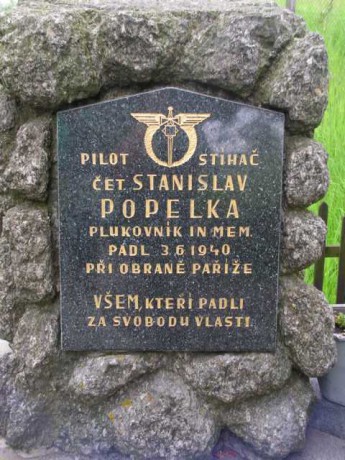 PILOT STIHAČ
ČET. STANISLAV
POPELKA
PLUKOVNÍK IN MEM.
PADL 3.6.1940
PŘI OBRANĚ PAŘÍŽE
VŠEM, KTEŘÍ PADLI
ZA SVOBODU VLASTI.